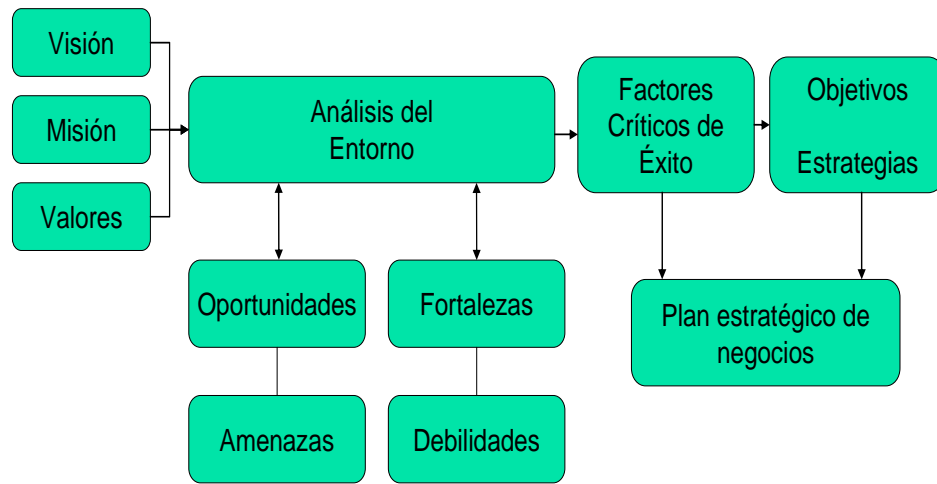 Visión
Misión
Valores
Análisis del
Entorno
Factores
Críticos de
Éxito
Objetivos
Estrategias
Oportunidades
Fortalezas
Plan estratégico de
negocios
Amenazas
Debilidades